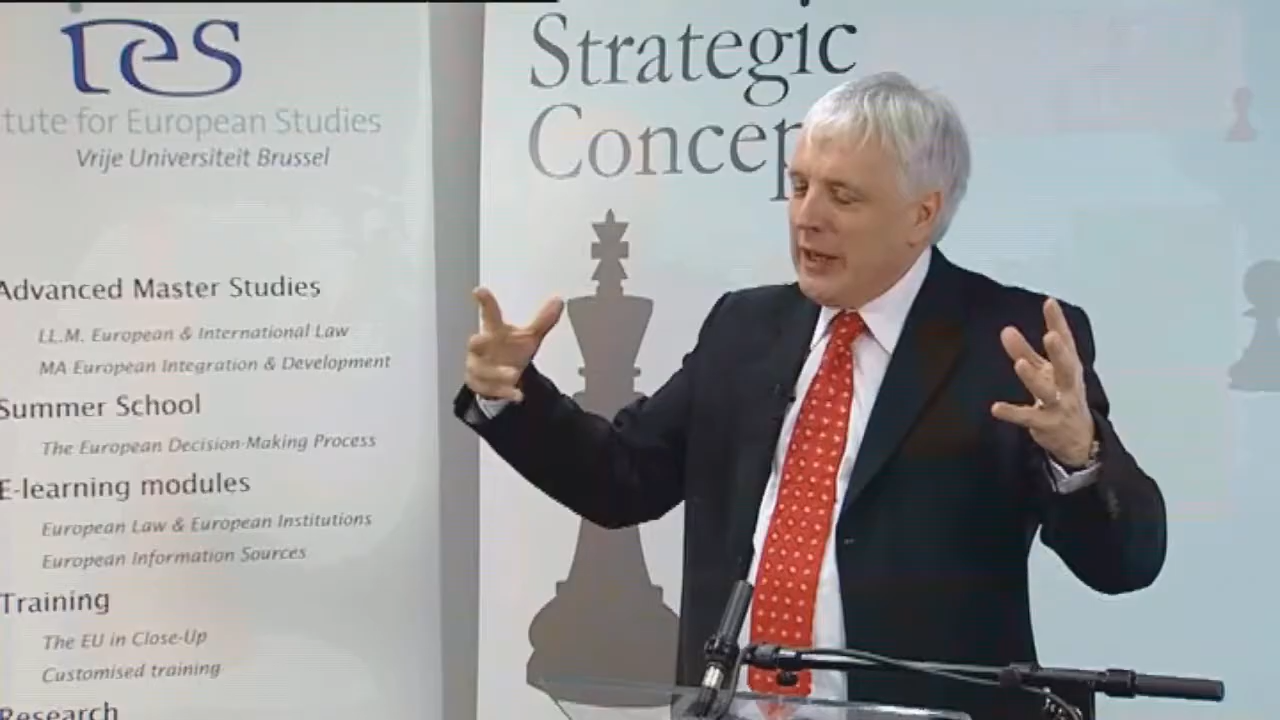 ies
tute for European Studies
Vrije Universiteit Brussel
Advanced Master Studies
LL.M. European & International Law
MA European Integration & Development
Summer School
The European Decision-Making Process
E-learning modules
European Law & European Institutions
European Information Sources
Training
The EU in Close-Up
Customised training
Research
Strategic
Concep